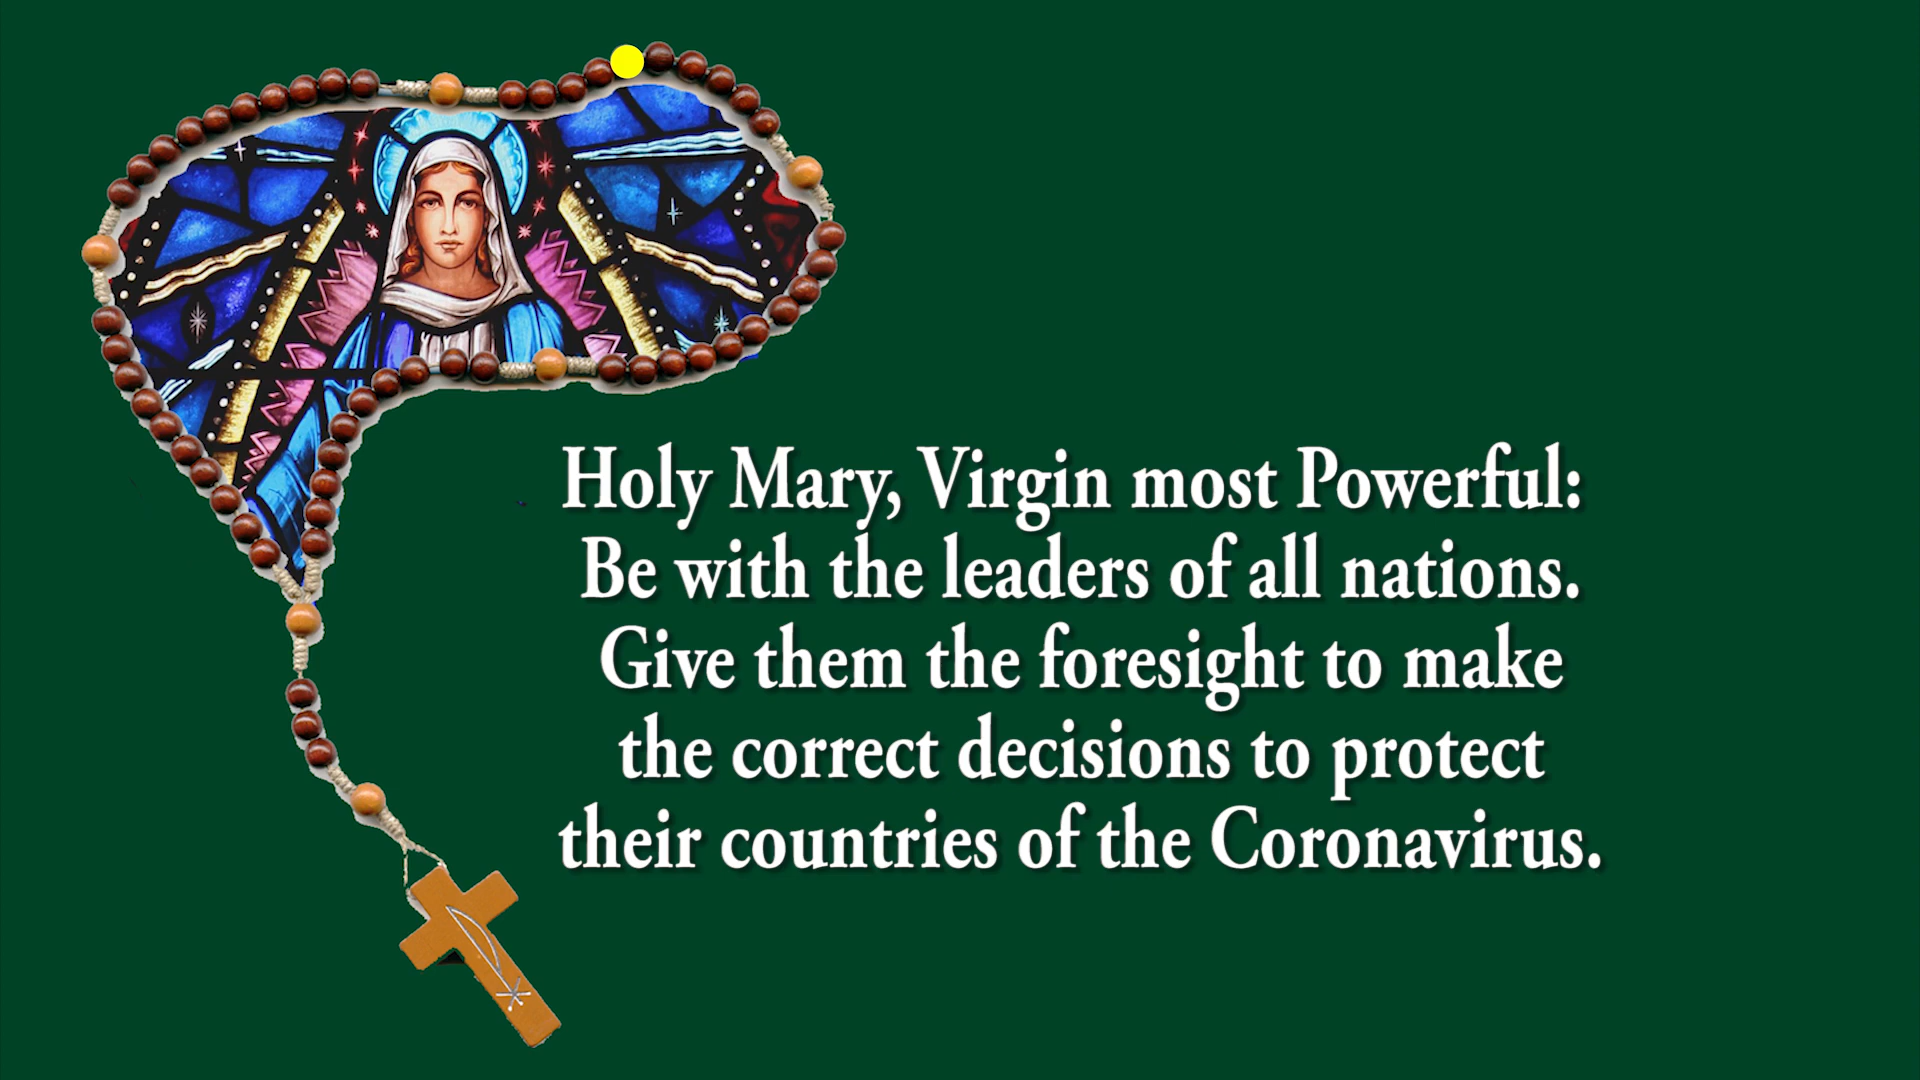 Holy Mary, Virgin most Powerful:
Be with the leaders of all nations.
Give them the foresight to make
the correct decisions to protect
their countries of the Coronavirus.